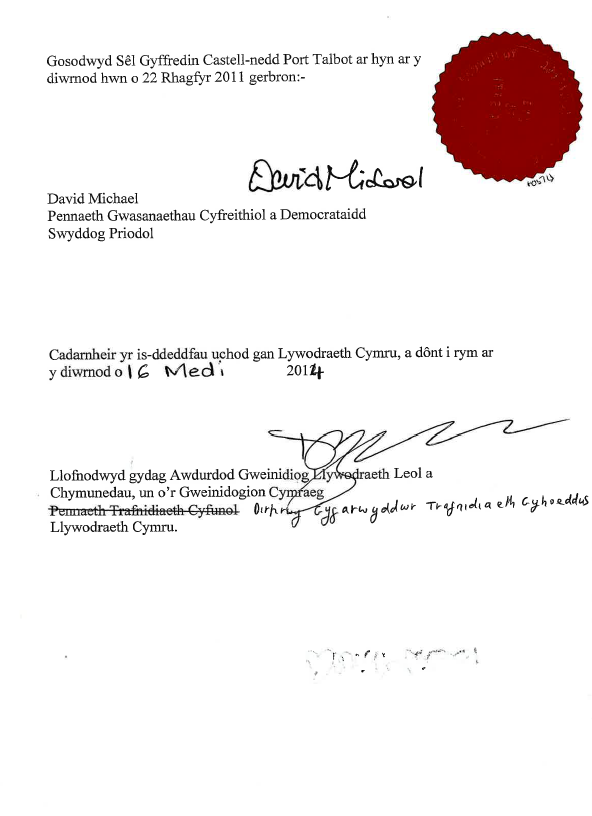 Gosodwyd Sêl Gyffredin Castell-nedd Port Talbot ar hyn ar y
diwrnod hwn o 22 Rhagfyr 2011 gerbron:-
David Michael
David Michael
Pennaeth Gwasanaethau Cyfreithiol a Democrataidd
Swyddog Priodol
Cadarnheir yr is-ddeddfau uchod gan Lywodraeth Cymru, a dônt i rym ar
y diwrnod o 16 Medi 2014
Llofnodwyd gydag Awdurdod Gweinidiog Llywodraeth Leol a
Chymunedau, un o'r Gweinidogion Cymraeg
Pennaeth Trafnidiaeth Cyfunol Dirprwy Gyfarwyddwr Trafnidiaeth Cyhoeddus
Llywodraeth Cymru.